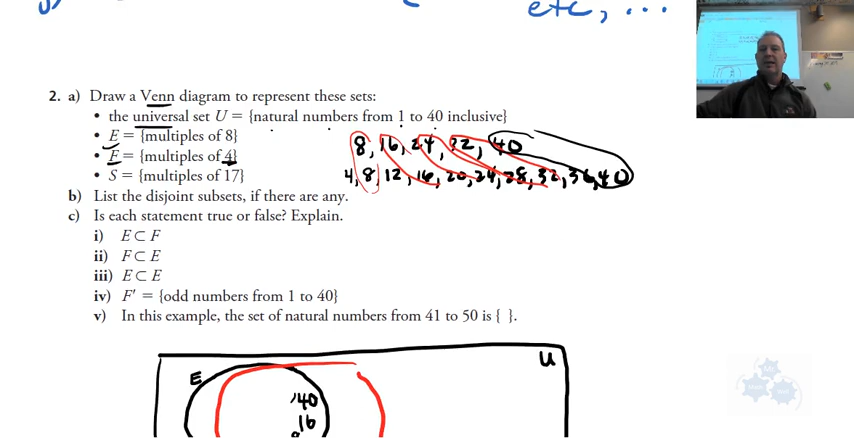 etc, ...
2. a) Draw a Venn diagram to represent these sets:
• the universal set U = {natural numbers from 1 to 40 inclusive}
• E = {multiples of 8}
8, 16, 24, 32, 40
• F = {multiples of 4}
• S = {multiples of 17}
4, 8, 12, 16, 20, 24, 28, 32, 36, 40
b) List the disjoint subsets, if there are any.
c) Is each statement true or false? Explain.
i) E ⊂ F
ii) F ⊂ E
iii) E ⊂ E
iv) F′ = {odd numbers from 1 to 40}
v) In this example, the set of natural numbers from 41 to 50 is { }.
U
E
40
16